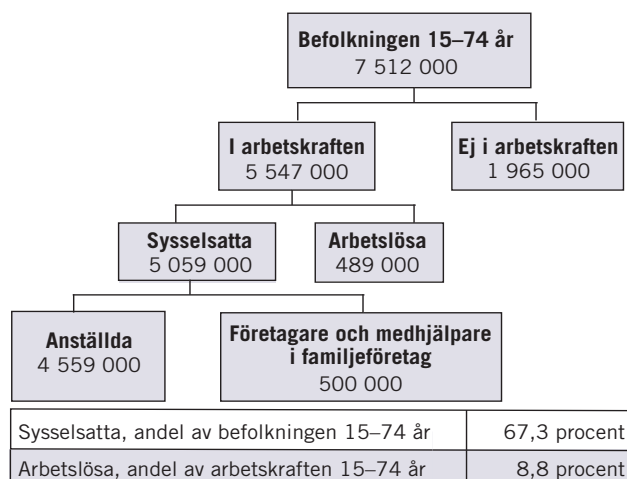 Befolkningen 15–74 år
7 512 000
I arbetskraften
5 547 000
Ej i arbetskraften
1 965 000
Sysselsatta
5 059 000
Arbetslösa
489 000
Anställda
4 559 000
Företagare och medhjälpare
i familjeföretag
500 000
Sysselsatta, andel av befolkningen 15–74 år 67,3 procent
Arbetslösa, andel av arbetskraften 15–74 år 8,8 procent